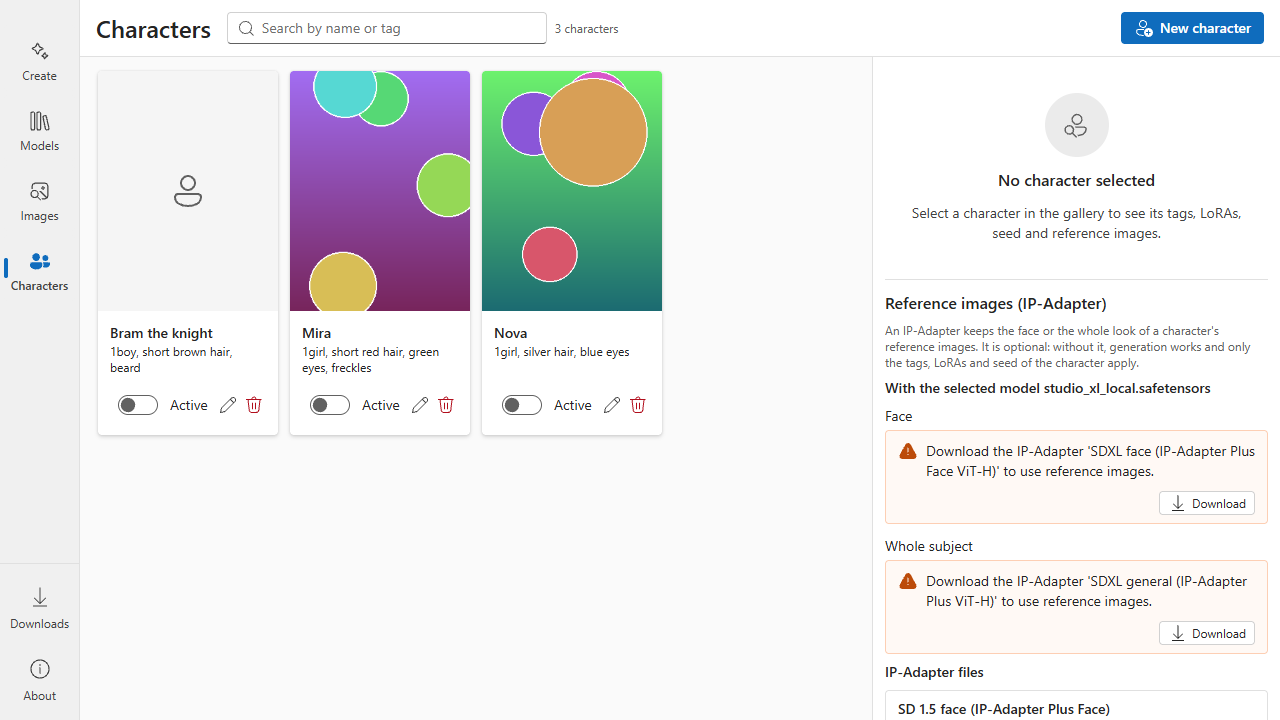 Create
Models
Images
Characters
Downloads
About
Characters
Search by name or tag
3 characters
New character
Bram the knight
1boy, short brown hair,
beard
Active
Mira
1girl, short red hair, green
eyes, freckles
Active
Nova
1girl, silver hair, blue eyes
Active
No character selected
Select a character in the gallery to see its tags, LoRAs,
seed and reference images.
Reference images (IP-Adapter)
An IP-Adapter keeps the face or the whole look of a character's
reference images. It is optional: without it, generation works and only
the tags, LoRAs and seed of the character apply.
With the selected model studio_xl_local.safetensors
Face
Download the IP-Adapter 'SDXL face (IP-Adapter Plus
Face ViT-H)' to use reference images.
Download
Whole subject
Download the IP-Adapter 'SDXL general (IP-Adapter
Plus ViT-H)' to use reference images.
Download
IP-Adapter files
SD 1.5 face (IP-Adapter Plus Face)